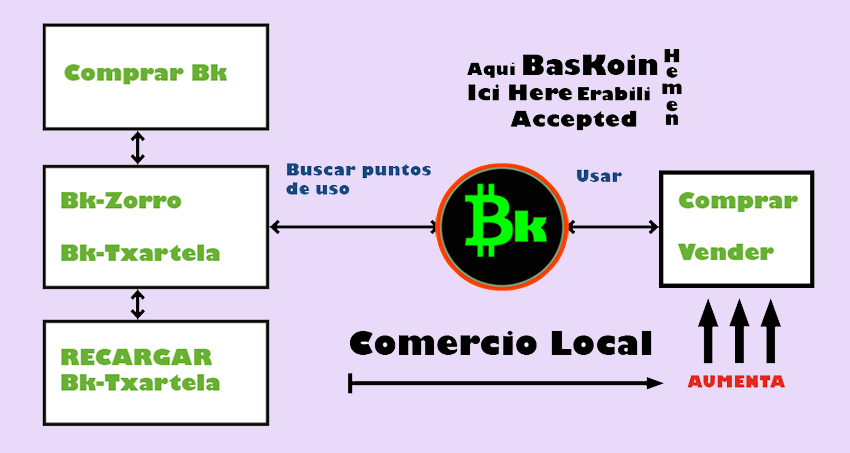 Comprar Bk
Bk-Zorro
Bk-Txartela
RECARGAR
Bk-Txartela
Buscar puntos
de uso
Aquí BasKoin
Ici Here Erabili
Accepted
Hemen
Bk
Usar
Comprar
Vender
Comercio Local
AUMENTA